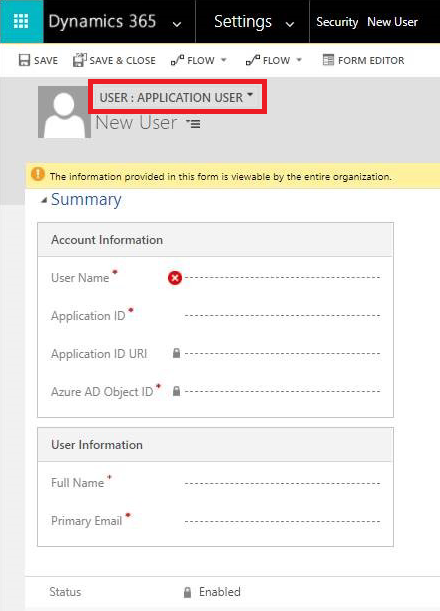 Dynamics 365 Settings Security New User
SAVE SAVE & CLOSE FLOW FLOW FORM EDITOR
USER : APPLICATION USER
New User
The information provided in this form is viewable by the entire organization.
Summary
Account Information
User Name *
Application ID *
Application ID URI
Azure AD Object ID *
User Information
Full Name *
Primary Email *
Status Enabled